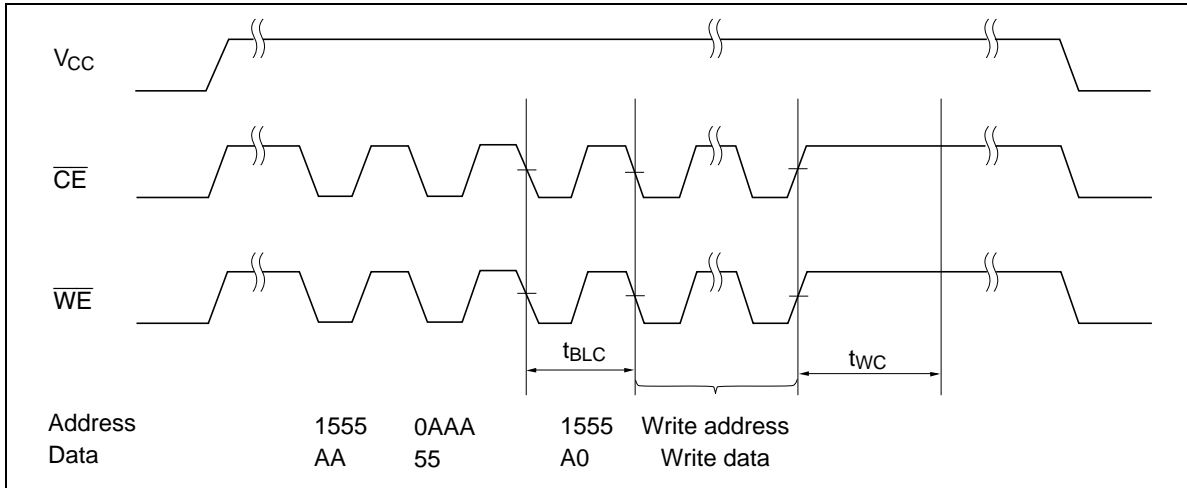 VCC
CE
WE
tBLC
tWC
Address 1555 0AAA 1555 Write address
Data AA 55 A0 Write data